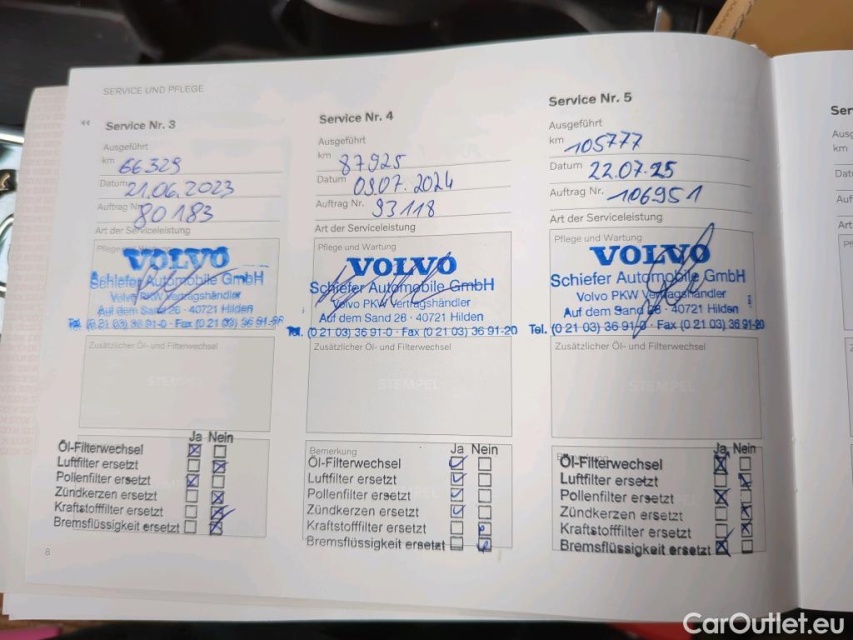 SERVICE UND PFLEGE
“
Service Nr. 3
Ausgeführt
km 66329
Datum 21.06.2023
Auftrag Nr. 80183
Art der Serviceleistung
Pflege und Wartung
VOLVO
Schiefer Automobile GmbH
Volvo PKW Vertragshändler
Auf dem Sand 26 · 40721 Hilden
Tel. (0 21 03) 36 91-0 · Fax (0 21 03) 36 91-20
Zusätzlicher Öl- und Filterwechsel
STEMPEL
Ja Nein
Öl-Filterwechsel
Luftfilter ersetzt
Pollenfilter ersetzt
Zündkerzen ersetzt
Kraftstofffilter ersetzt
Bremsflüssigkeit ersetzt
8
Service Nr. 4
Ausgeführt
km 87925
Datum 09.07.2024
Auftrag Nr. 93118
Art der Serviceleistung
Pflege und Wartung
VOLVO
Schiefer Automobile GmbH
Volvo PKW Vertragshändler
Auf dem Sand 26 · 40721 Hilden
Tel. (0 21 03) 36 91-0 · Fax (0 21 03) 36 91-20
Zusätzlicher Öl- und Filterwechsel
STEMPEL
Bemerkung
Ja Nein
Öl-Filterwechsel
Luftfilter ersetzt
Pollenfilter ersetzt
Zündkerzen ersetzt
Kraftstofffilter ersetzt
Bremsflüssigkeit ersetzt
Service Nr. 5
Ausgeführt
km 105777
Datum 22.07.25
Auftrag Nr. 106951
Art der Serviceleistung
Pflege und Wartung
VOLVO
Schiefer Automobile GmbH
Volvo PKW Vertragshändler
Auf dem Sand 26 · 40721 Hilden
Tel. (0 21 03) 36 91-0 · Fax (0 21 03) 36 91-20
Zusätzlicher Öl- und Filterwechsel
Bemerkung
Ja Nein
Öl-Filterwechsel
Luftfilter ersetzt
Pollenfilter ersetzt
Zündkerzen ersetzt
Kraftstofffilter ersetzt
Bremsflüssigkeit ersetzt
Ser
km
CarOutlet.eu